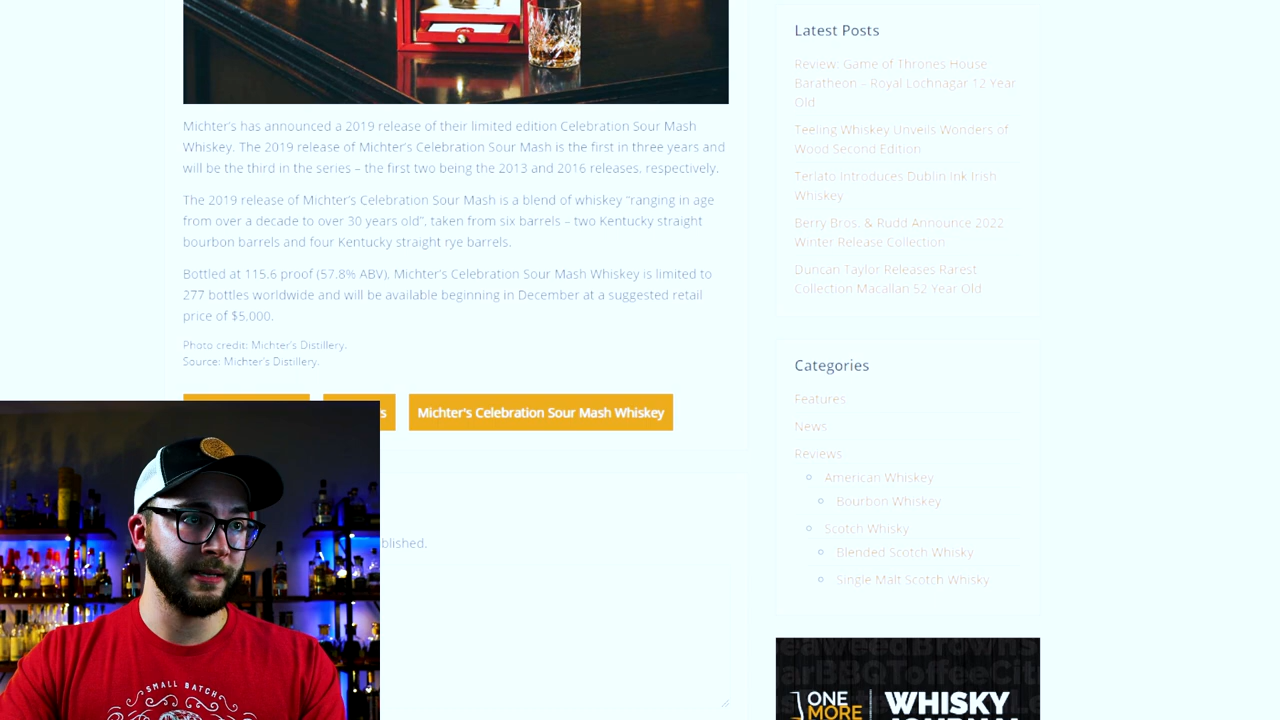 Michter's has announced a 2019 release of their limited edition Celebration Sour Mash
Whiskey. The 2019 release of Michter's Celebration Sour Mash is the first in three years and
will be the third in the series – the first two being the 2013 and 2016 releases, respectively.
The 2019 release of Michter's Celebration Sour Mash is a blend of whiskey "ranging in age
from over a decade to over 30 years old", taken from six barrels – two Kentucky straight
bourbon barrels and four Kentucky straight rye barrels.
Bottled at 115.6 proof (57.8% ABV), Michter's Celebration Sour Mash Whiskey is limited to
277 bottles worldwide and will be available beginning in December at a suggested retail
price of $5,000.
Photo credit: Michter's Distillery.
Source: Michter's Distillery.
Michter's Celebration Sour Mash Whiskey
Latest Posts
Review: Game of Thrones House
Baratheon – Royal Lochnagar 12 Year
Old
Teeling Whiskey Unveils Wonders of
Wood Second Edition
Terlato Introduces Dublin Ink Irish
Whiskey
Berry Bros. & Rudd Announce 2022
Winter Release Collection
Duncan Taylor Releases Rarest
Collection Macallan 52 Year Old
Categories
Features
News
Reviews
American Whiskey
Bourbon Whiskey
Scotch Whisky
Blended Scotch Whisky
Single Malt Scotch Whisky
ONE
MORE
WHISKY
JOURNAL
SMALL BATCH